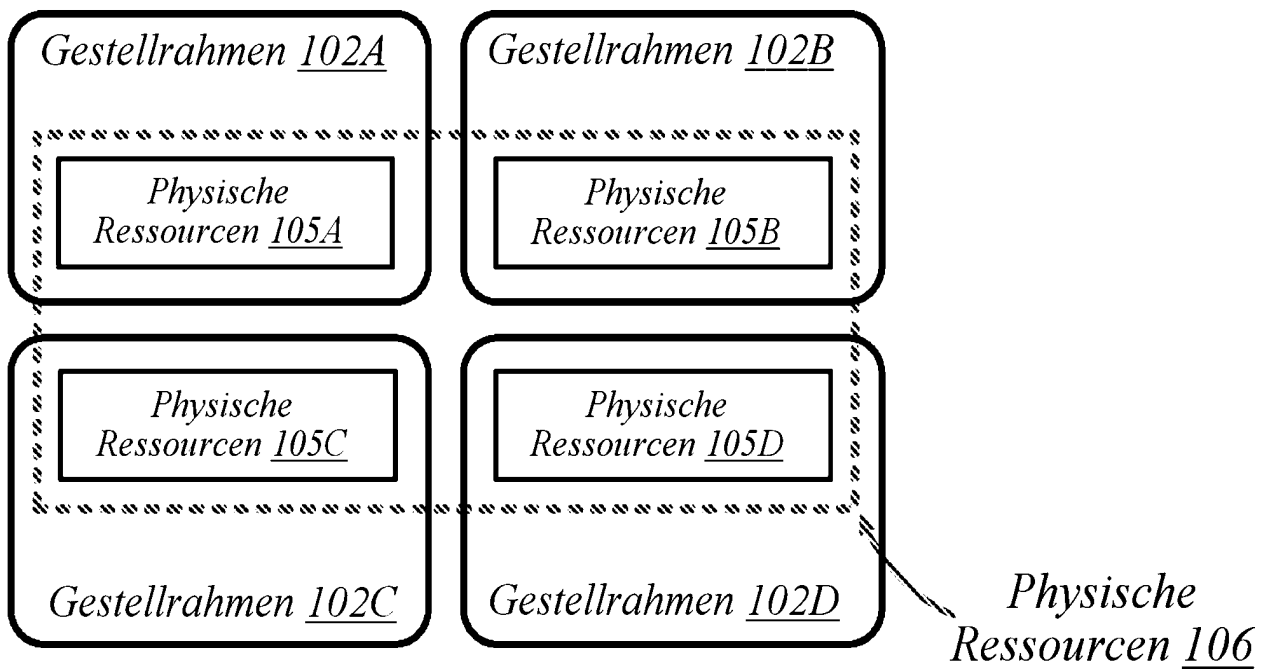 Gestellrahmen 102A
Gestellrahmen 102B
Physische
Ressourcen 105A
Physische
Ressourcen 105B
Physische
Ressourcen 105C
Physische
Ressourcen 105D
Gestellrahmen 102C
Gestellrahmen 102D
Physische
Ressourcen 106